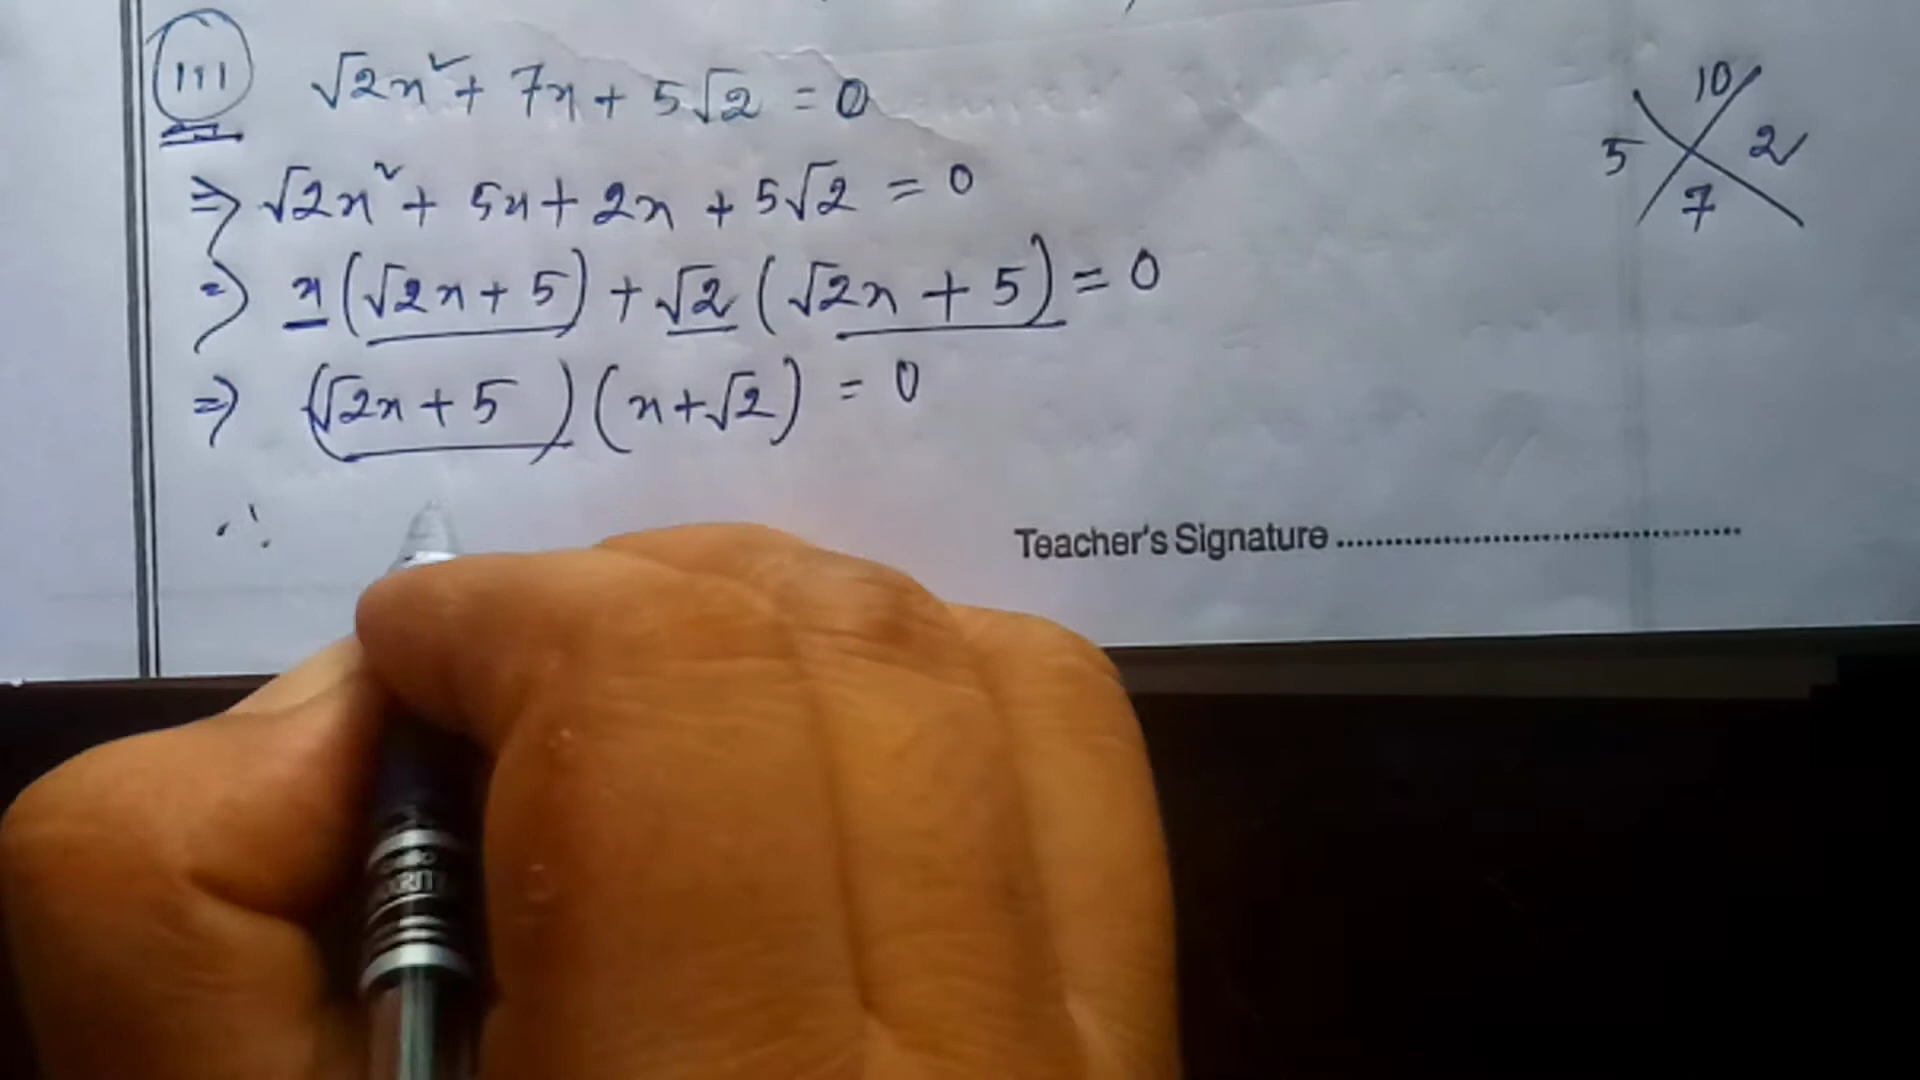 (iii) √2x² + 7x + 5√2 = 0
⇒ √2x² + 5x + 2x + 5√2 = 0
⇒ x(√2x + 5) + √2(√2x + 5) = 0
⇒ (√2x + 5)(x + √2) = 0
∴
10
5 2
7
Teacher's Signature ........................................